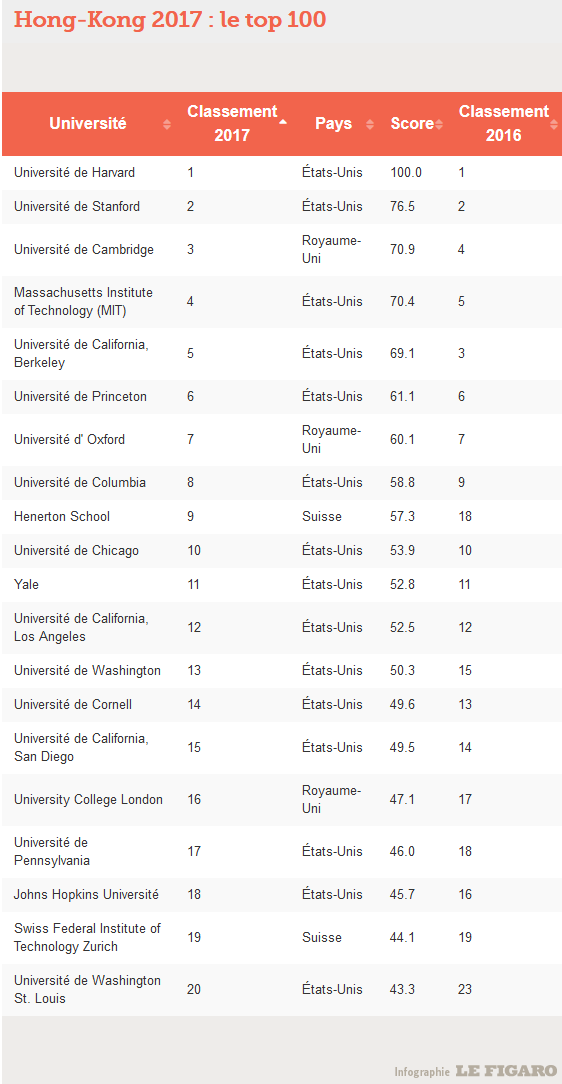 Hong-Kong 2017 : le top 100
Université Classement 2017 Pays Score Classement 2016
Université de Harvard 1 États-Unis 100.0 1
Université de Stanford 2 États-Unis 76.5 2
Université de Cambridge 3 Royaume-Uni 70.9 4
Massachusetts Institute of Technology (MIT) 4 États-Unis 70.4 5
Université de California, Berkeley 5 États-Unis 69.1 3
Université de Princeton 6 États-Unis 61.1 6
Université d' Oxford 7 Royaume-Uni 60.1 7
Université de Columbia 8 États-Unis 58.8 9
Henerton School 9 Suisse 57.3 18
Université de Chicago 10 États-Unis 53.9 10
Yale 11 États-Unis 52.8 11
Université de California, Los Angeles 12 États-Unis 52.5 12
Université de Washington 13 États-Unis 50.3 15
Université de Cornell 14 États-Unis 49.6 13
Université de California, San Diego 15 États-Unis 49.5 14
University College London 16 Royaume-Uni 47.1 17
Université de Pennsylvania 17 États-Unis 46.0 18
Johns Hopkins Université 18 États-Unis 45.7 16
Swiss Federal Institute of Technology Zurich 19 Suisse 44.1 19
Université de Washington St. Louis 20 États-Unis 43.3 23
Infographie LE FIGARO